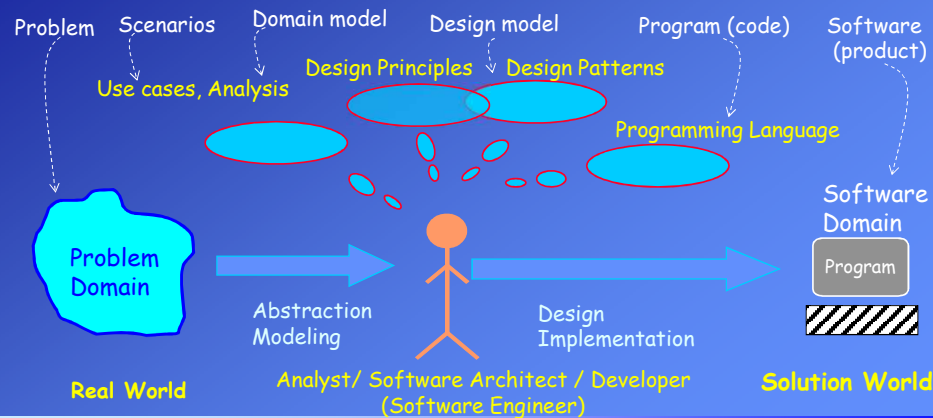 Problem
Scenarios
Domain model
Design model
Program (code)
Software
(product)
Use cases, Analysis
Design Principles
Design Patterns
Programming Language
Problem
Domain
Abstraction
Modeling
Design
Implementation
Software
Domain
Program
Real World
Analyst/ Software Architect / Developer
(Software Engineer)
Solution World